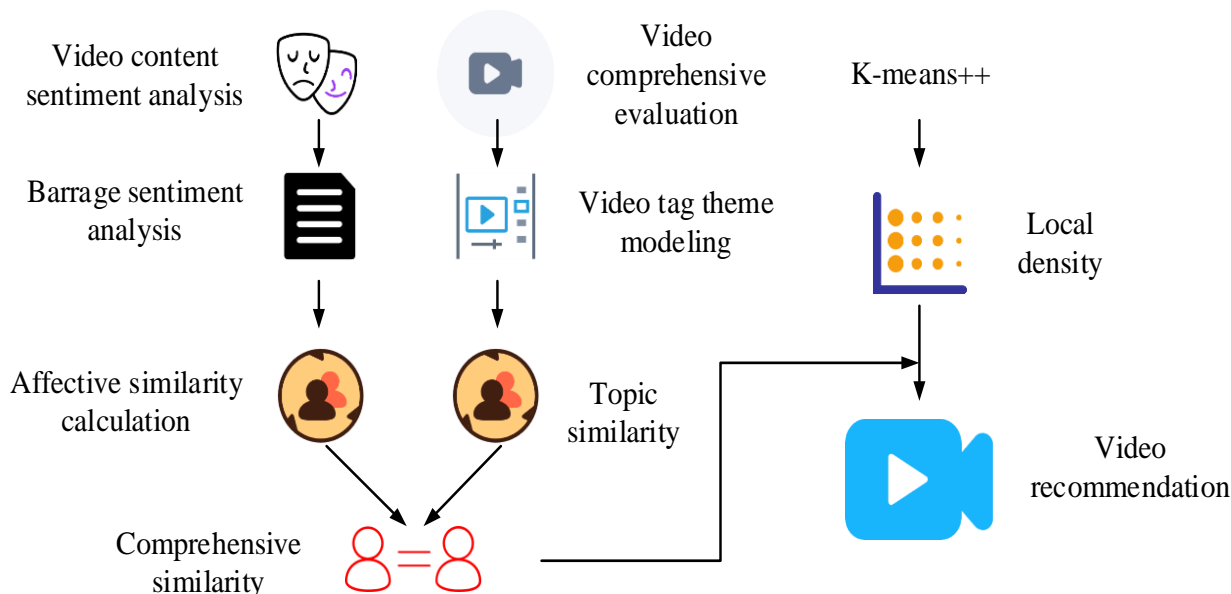 Video content
sentiment analysis
Video
comprehensive
evaluation
K-means++
Barrage sentiment
analysis
Video tag theme
modeling
Local
density
Affective similarity
calculation
Topic
similarity
Video
recommendation
Comprehensive
similarity